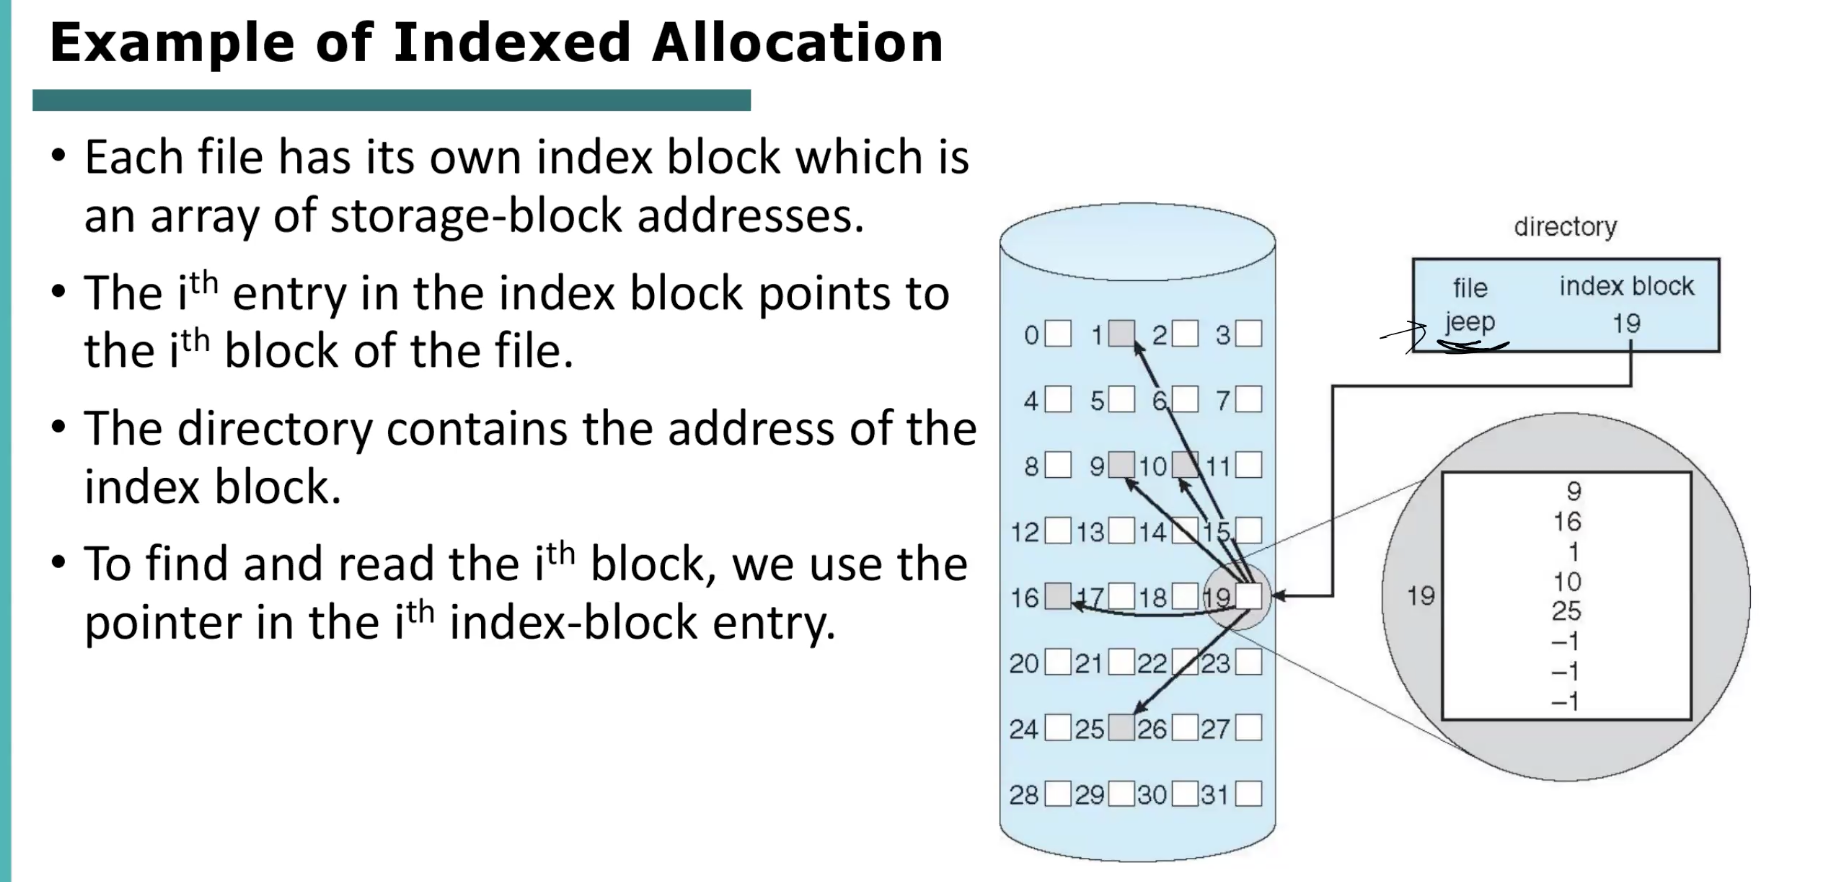 Example of Indexed Allocation
• Each file has its own index block which is
an array of storage-block addresses.
• The iᵗʰ entry in the index block points to
the iᵗʰ block of the file.
• The directory contains the address of the
index block.
• To find and read the iᵗʰ block, we use the
pointer in the iᵗʰ index-block entry.
directory
file index block
jeep 19
0 1 2 3
4 5 6 7
8 9 10 11
12 13 14 15
16 17 18 19
20 21 22 23
24 25 26 27
28 29 30 31
19
9
16
1
10
25
–1
–1
–1